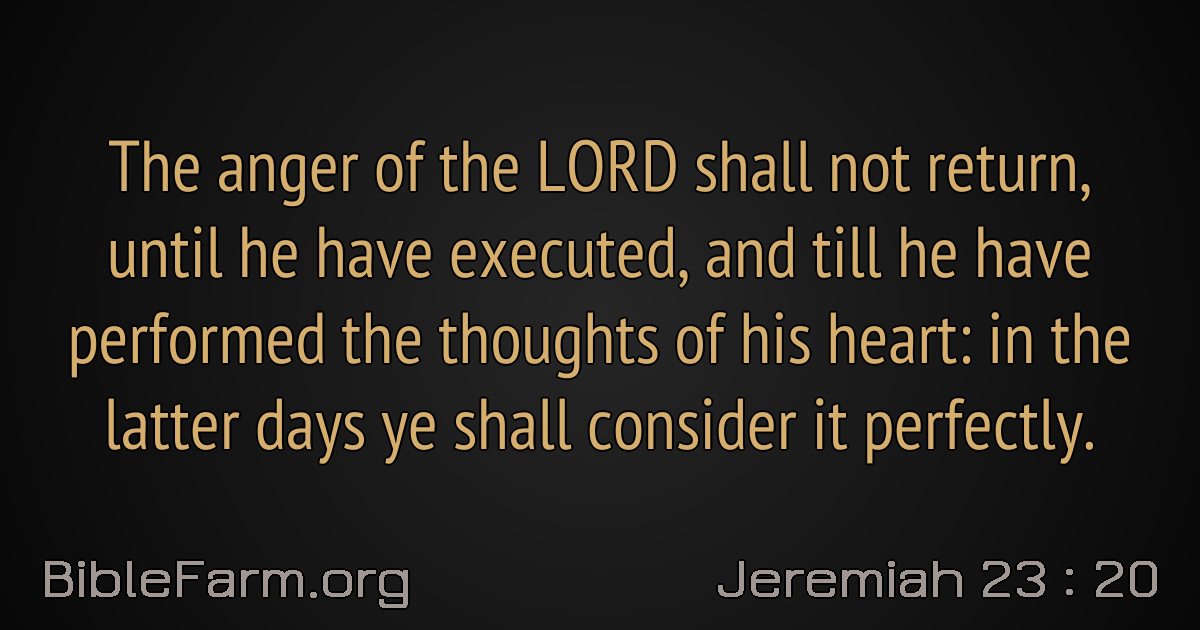 The anger of the LORD shall not return,
until he have executed, and till he have
performed the thoughts of his heart: in the
latter days ye shall consider it perfectly.
BibleFarm.org
Jeremiah 23 : 20